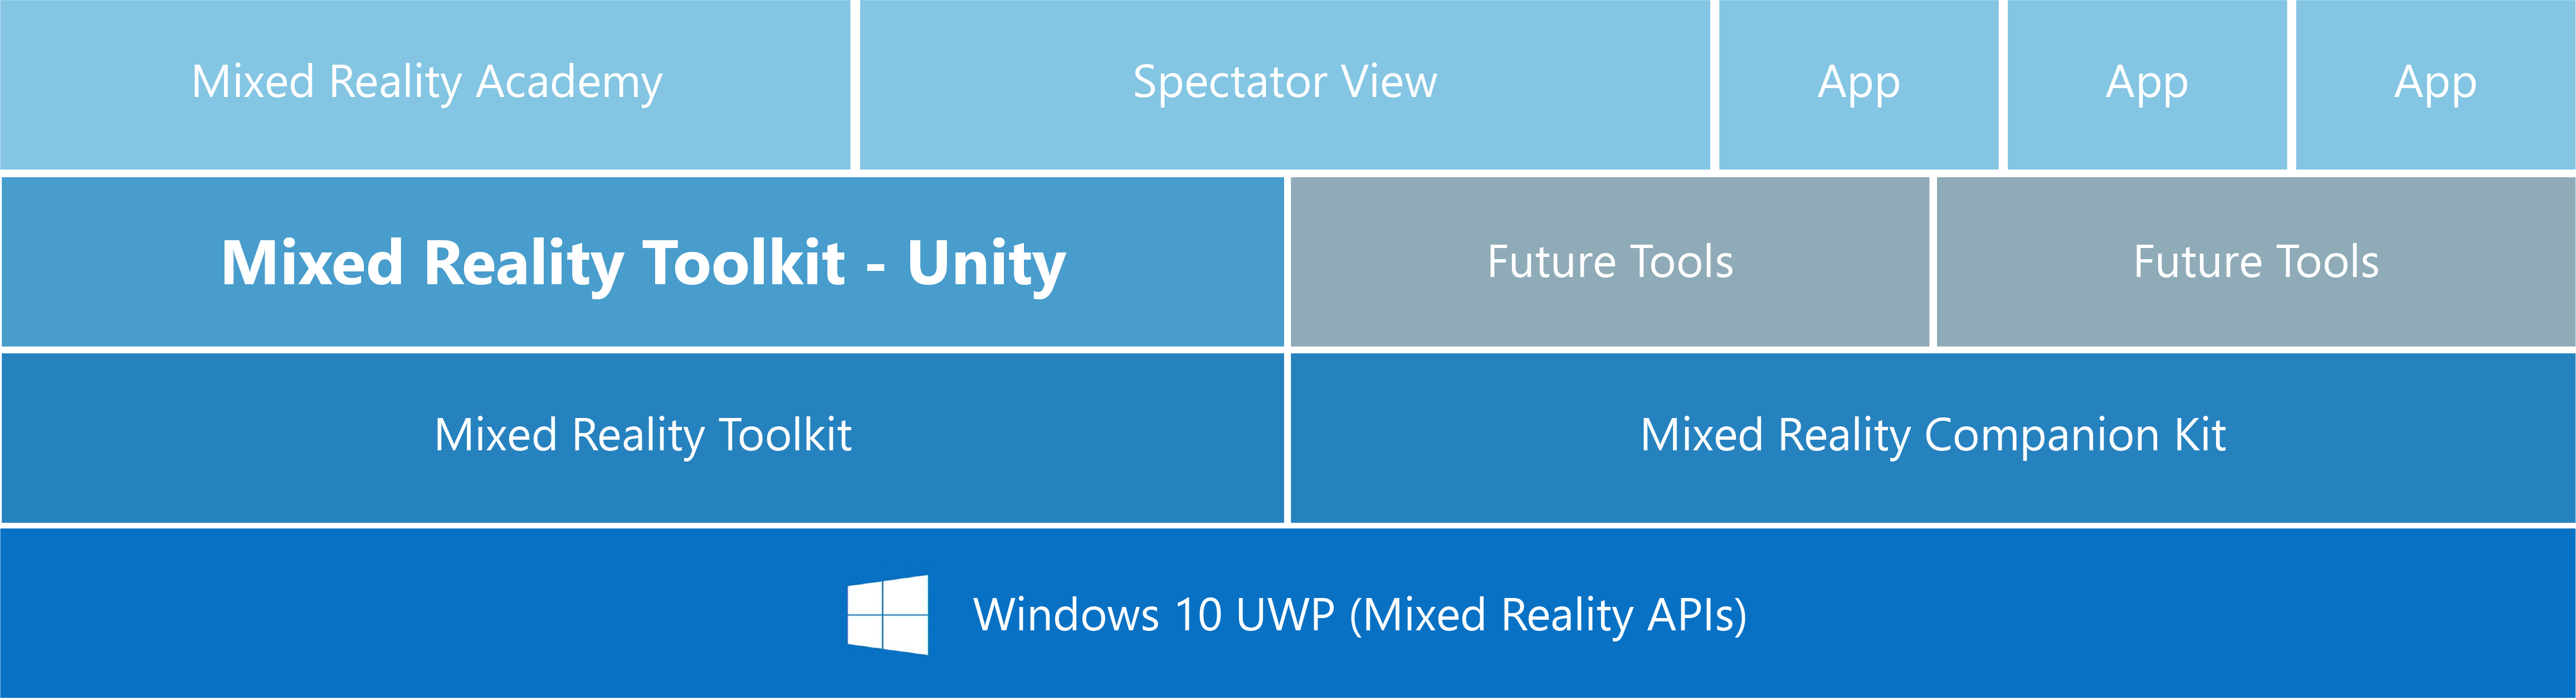 Mixed Reality Academy
Spectator View
App
App
App
Mixed Reality Toolkit - Unity
Future Tools
Future Tools
Mixed Reality Toolkit
Mixed Reality Companion Kit
Windows 10 UWP (Mixed Reality APIs)